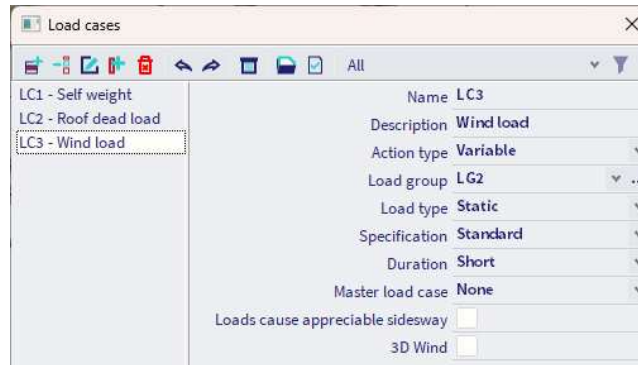 Load cases
All
LC1 - Self weight
LC2 - Roof dead load
LC3 - Wind load
Name LC3
Description Wind load
Action type Variable
Load group LG2
Load type Static
Specification Standard
Duration Short
Master load case None
Loads cause appreciable sidesway
3D Wind